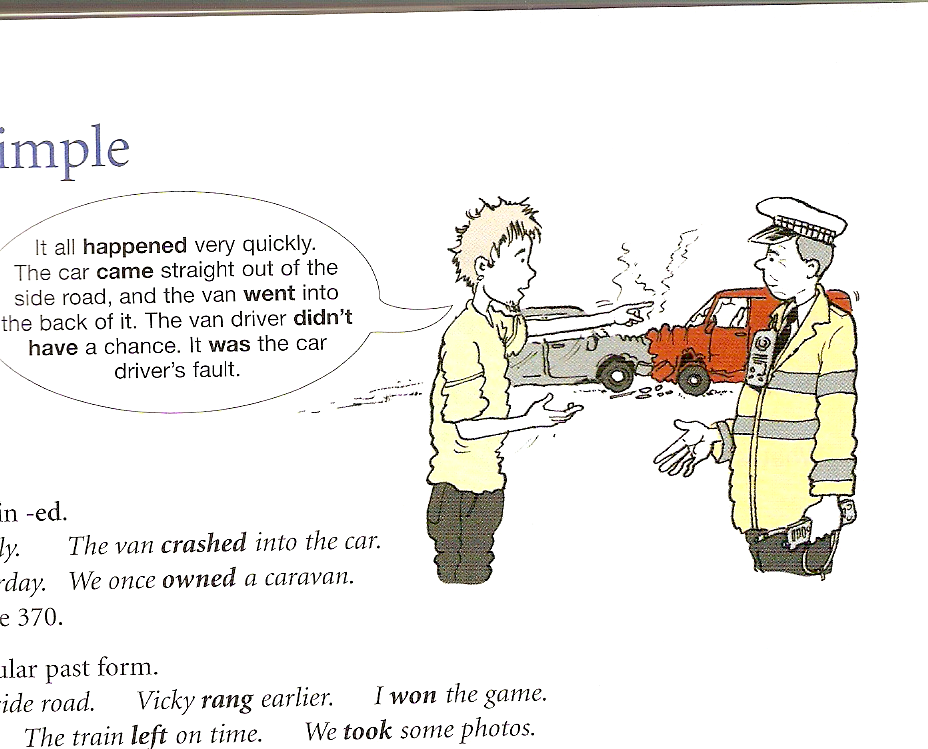 imple
It all happened very quickly.
The car came straight out of the
side road, and the van went into
the back of it. The van driver didn't
have a chance. It was the car
driver's fault.
in -ed.
ly. The van crashed into the car.
rday. We once owned a caravan.
e 370.
ular past form.
ide road. Vicky rang earlier. I won the game.
The train left on time. We took some photos.